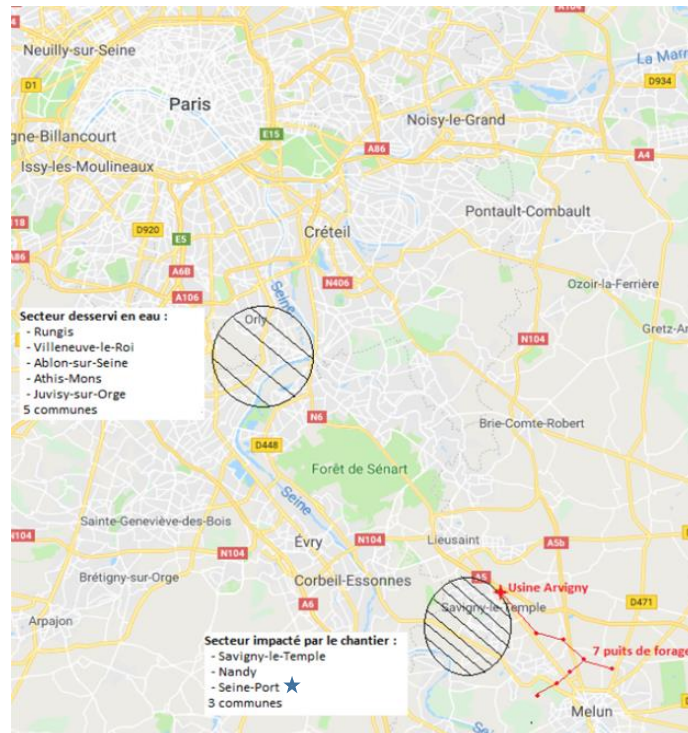 A104
Neuilly-sur-Seine
La Marr
D1
D934
Paris
Noisy-le-Grand
gne-Billancourt
E15
A86
A4
Issy-les-Moulineaux
Pontault-Combault
D920
18
E5
Créteil
A86
A6B
N406
Seine
Ozoir-la-Ferrière
A106
Secteur desservi en eau :
- Rungis
- Villeneuve-le-Roi
- Ablon-sur-Seine
- Athis-Mons
- Juvisy-sur-Orge
5 communes
Orly
Gretz-Ar
N104
N6
Brie-Comte-Robert
D448
Forêt de Sénart
Seine
Sainte-Geneviève-des-Bois
N104
Évry
N104
Lieusaint
A5b
N104
Brétigny-sur-Orge
Corbeil-Essonnes
A5
Usine Arvigny
A6
Savigny-le-Temple
D471
Arpajon
Secteur impacté par le chantier :
- Savigny-le-Temple
- Nandy
- Seine-Port
3 communes
7 puits de forage
Melun